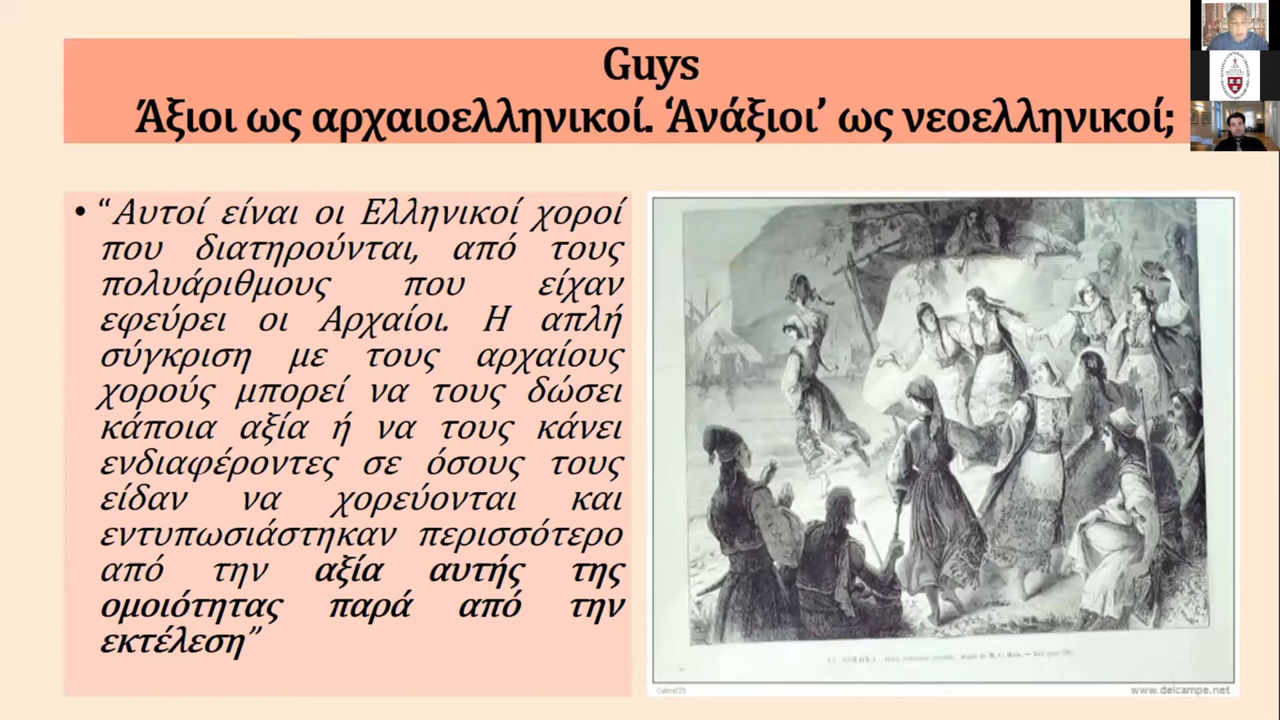 Guys
Άξιοι ως αρχαιοελληνικοί. ‘Ανάξιοι’ ως νεοελληνικοί;
• “Αυτοί είναι οι Ελληνικοί χοροί
που διατηρούνται, από τους
πολυάριθμους που είχαν
εφεύρει οι Αρχαίοι. Η απλή
σύγκριση με τους αρχαίους
χορούς μπορεί να τους δώσει
κάποια αξία ή να τους κάνει
ενδιαφέροντες σε όσους τους
είδαν να χορεύονται και
εντυπωσιάστηκαν περισσότερο
από την αξία αυτής της
ομοιότητας παρά από την
εκτέλεση”
www.delcampe.net